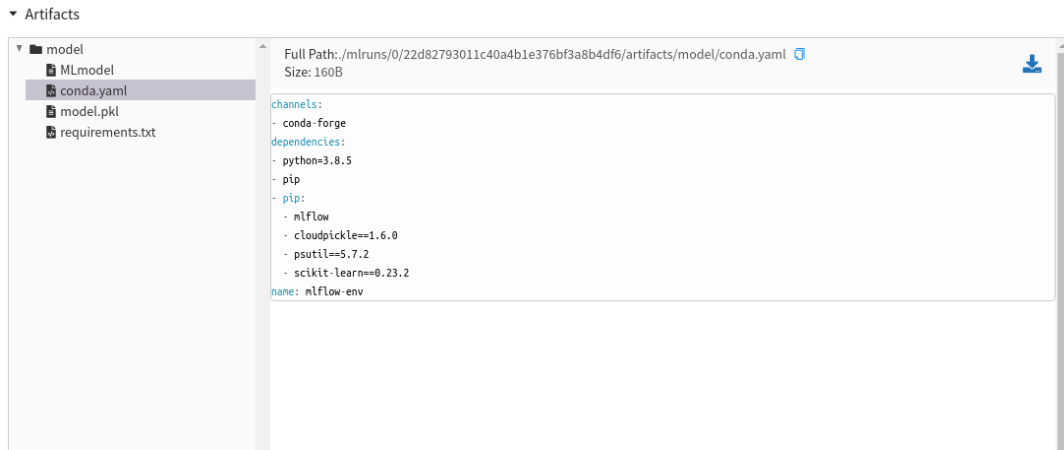 Artifacts
model
MLmodel
conda.yaml
model.pkl
requirements.txt
Full Path:./mlruns/0/22d82793011c40a4b1e376bf3a8b4df6/artifacts/model/conda.yaml
Size: 160B
channels:
- conda-forge
dependencies:
- python=3.8.5
- pip
- pip:
  - mlflow
  - cloudpickle==1.6.0
  - psutil==5.7.2
  - scikit-learn==0.23.2
name: mlflow-env